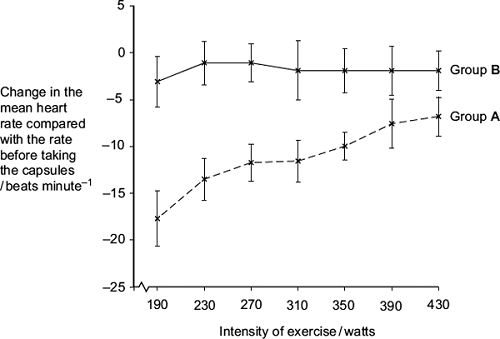 Change in the
mean heart
rate compared
with the rate
before taking
the capsules
/beats minute–1
5
0
–5
–10
–15
–20
–25
Group B
Group A
190 230 270 310 350 390 430
Intensity of exercise/watts